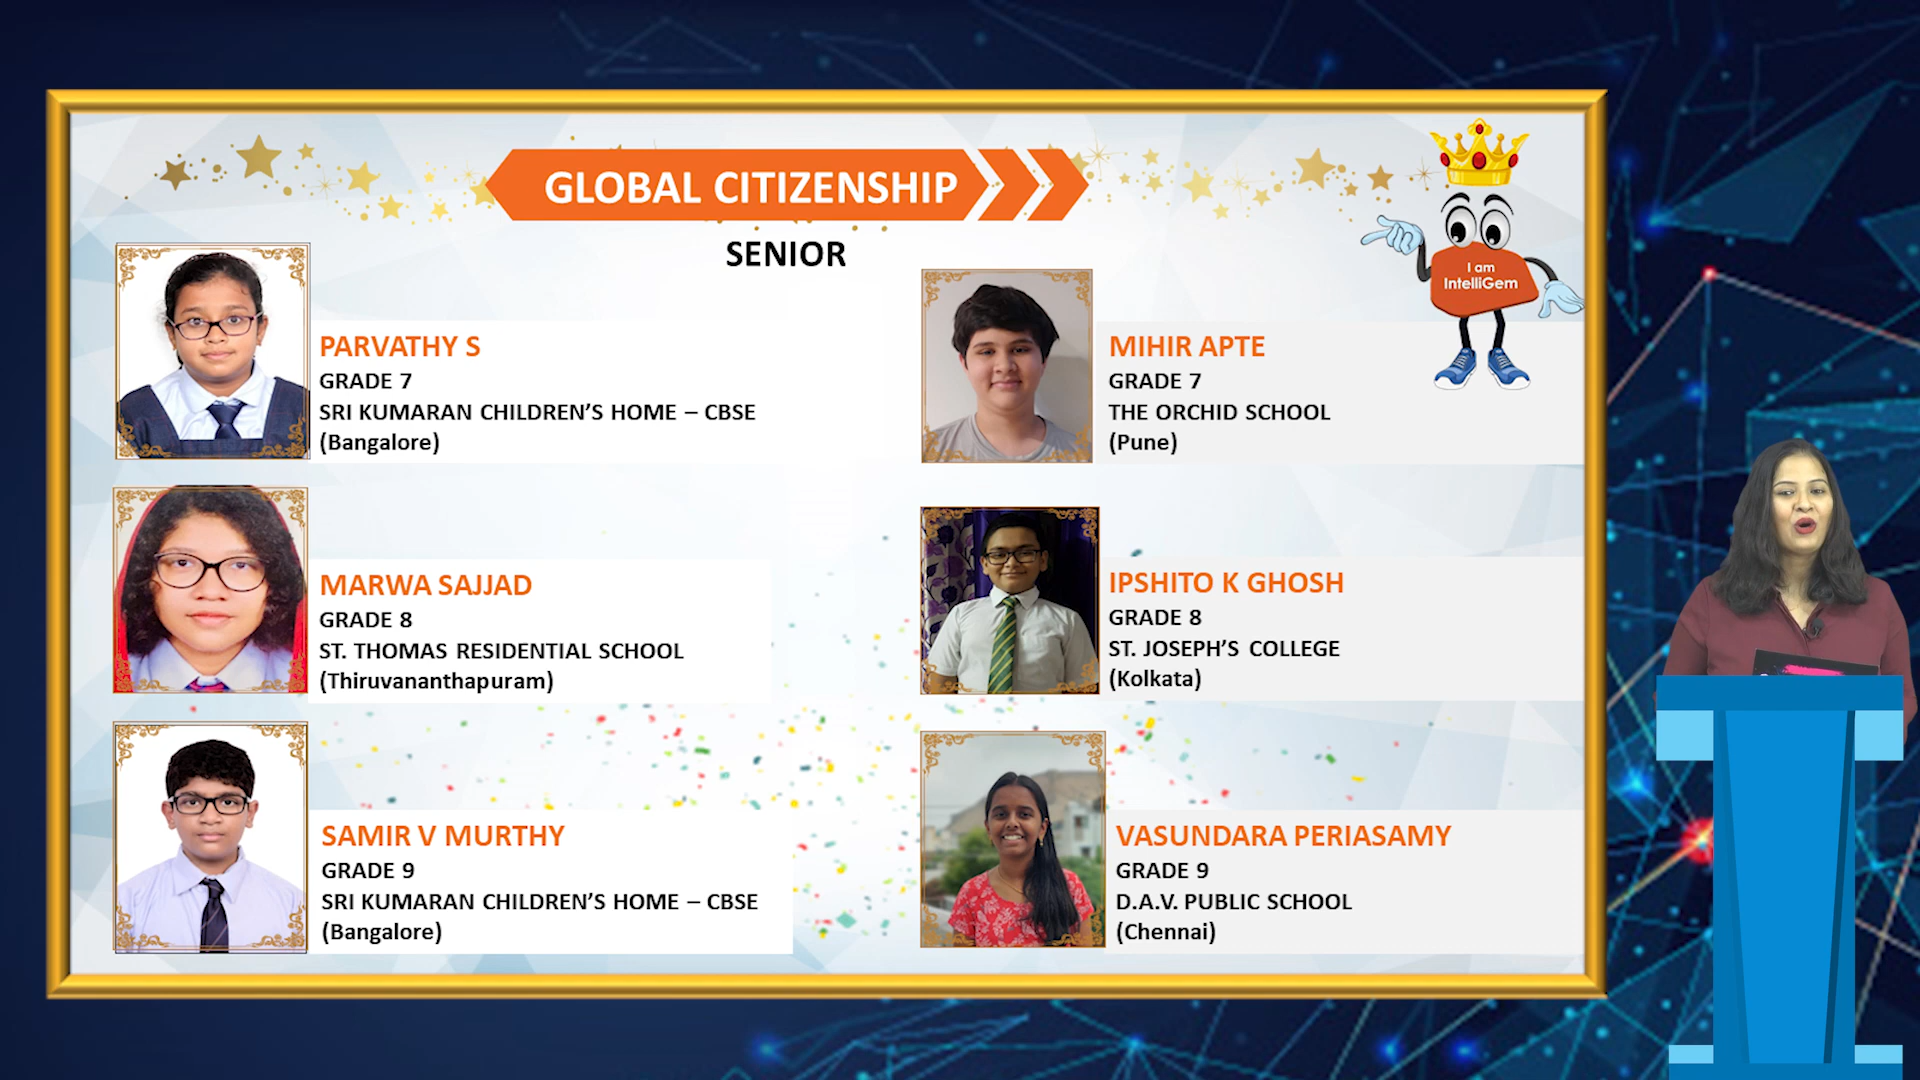 GLOBAL CITIZENSHIP
SENIOR
I am
IntelliGem
PARVATHY S
GRADE 7
SRI KUMARAN CHILDREN'S HOME – CBSE
(Bangalore)
MIHIR APTE
GRADE 7
THE ORCHID SCHOOL
(Pune)
MARWA SAJJAD
GRADE 8
ST. THOMAS RESIDENTIAL SCHOOL
(Thiruvananthapuram)
IPSHITO K GHOSH
GRADE 8
ST. JOSEPH'S COLLEGE
(Kolkata)
SAMIR V MURTHY
GRADE 9
SRI KUMARAN CHILDREN'S HOME – CBSE
(Bangalore)
VASUNDARA PERIASAMY
GRADE 9
D.A.V. PUBLIC SCHOOL
(Chennai)